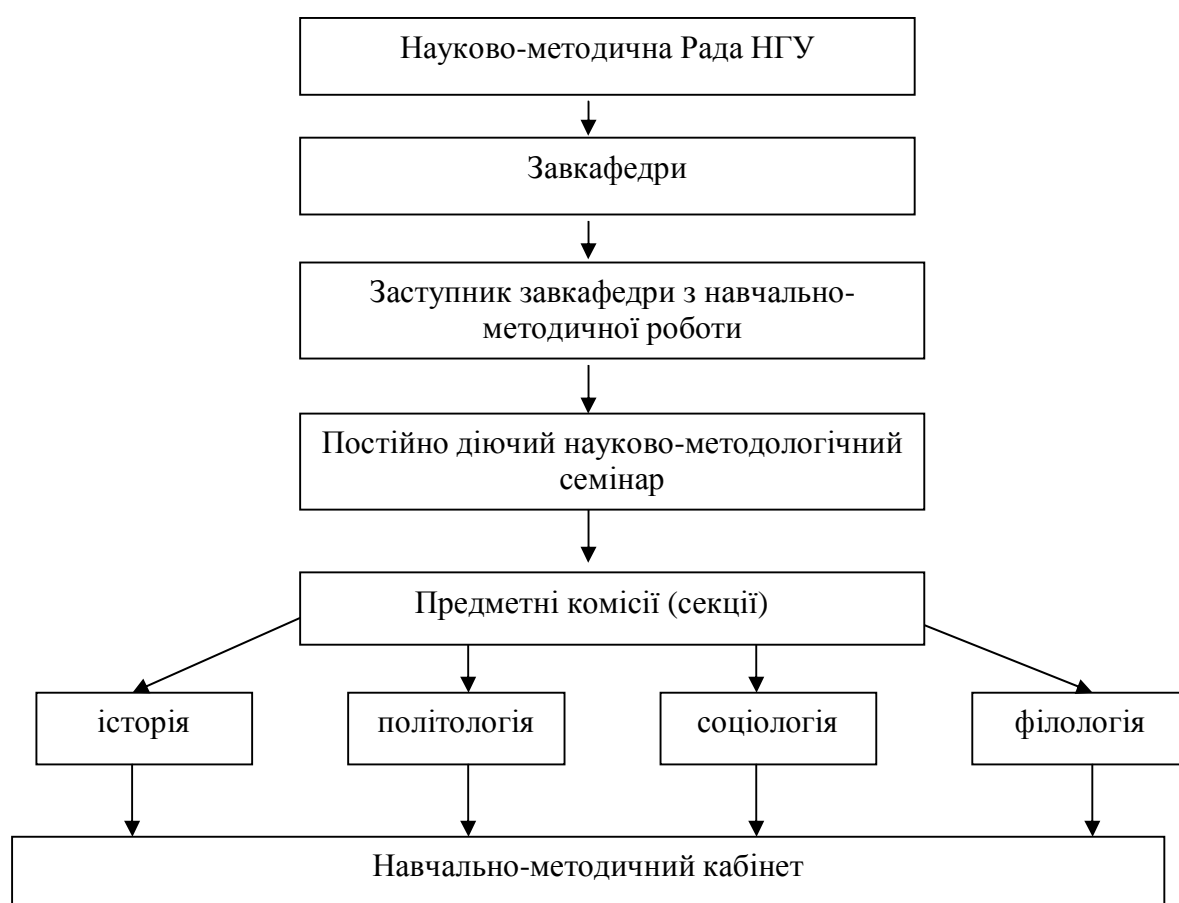 Науково-методична Рада НГУ
Завкафедри
Заступник завкафедри з навчально-
методичної роботи
Постійно діючий науково-методологічний
семінар
Предметні комісії (секції)
історія
політологія
соціологія
філологія
Навчально-методичний кабінет